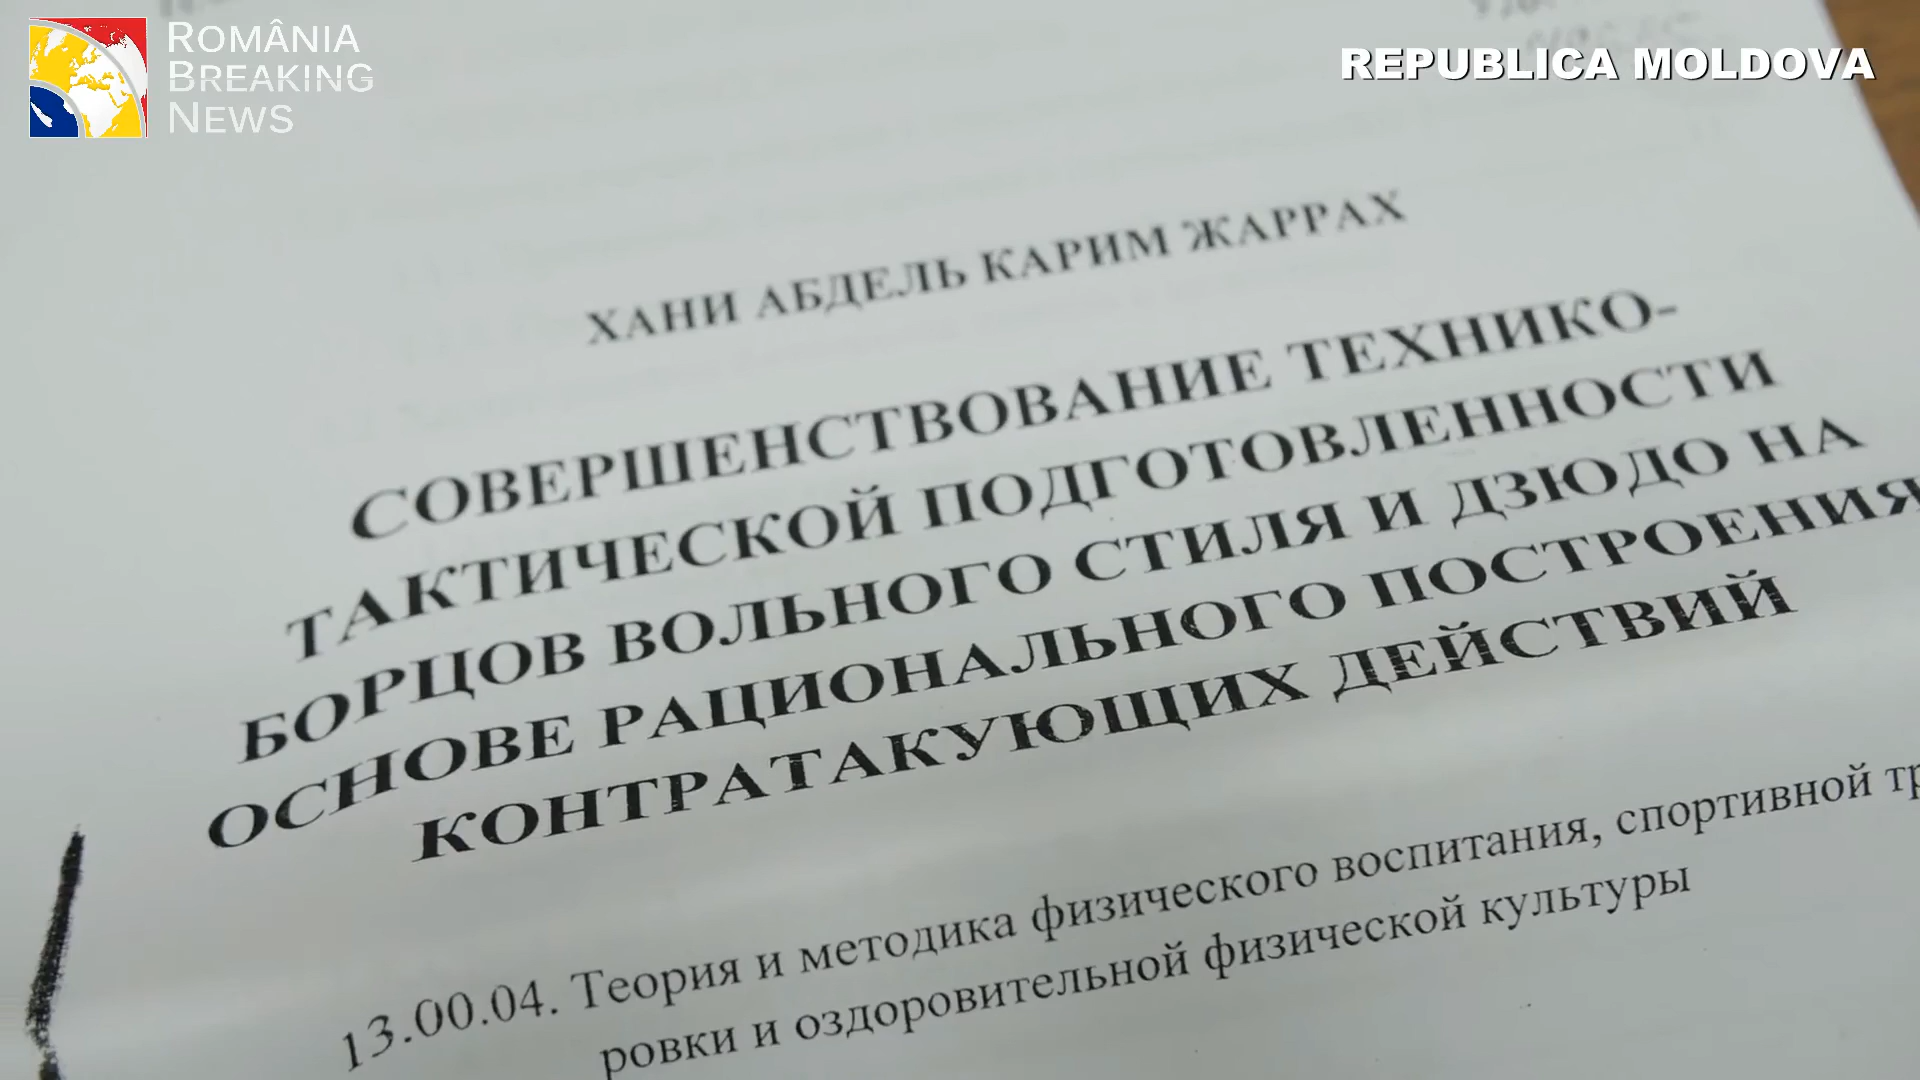 ROMÂNIA
BREAKING
NEWS
REPUBLICA MOLDOVA
ХАНИ АБДЕЛЬ КАРИМ ЖАРРАХ
СОВЕРШЕНСТВОВАНИЕ ТЕХНИКО-
ТАКТИЧЕСКОЙ ПОДГОТОВЛЕННОСТИ
БОРЦОВ ВОЛЬНОГО СТИЛЯ И ДЗЮДО НА
ОСНОВЕ РАЦИОНАЛЬНОГО ПОСТРОЕНИЯ
КОНТРАТАКУЮЩИХ ДЕЙСТВИЙ
13.00.04. Теория и методика физического воспитания, спортивной тр
ровки и оздоровительной физической культуры